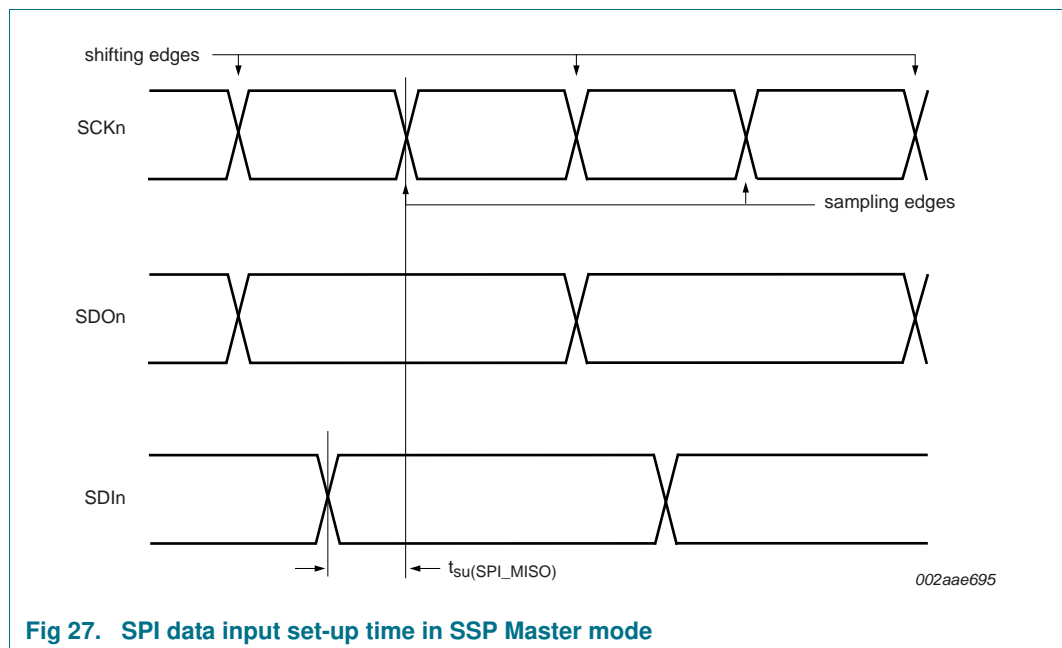 shifting edges
SCKn
sampling edges
SDOn
SDIn
tsu(SPI_MISO)
002aae695
Fig 27. SPI data input set-up time in SSP Master mode